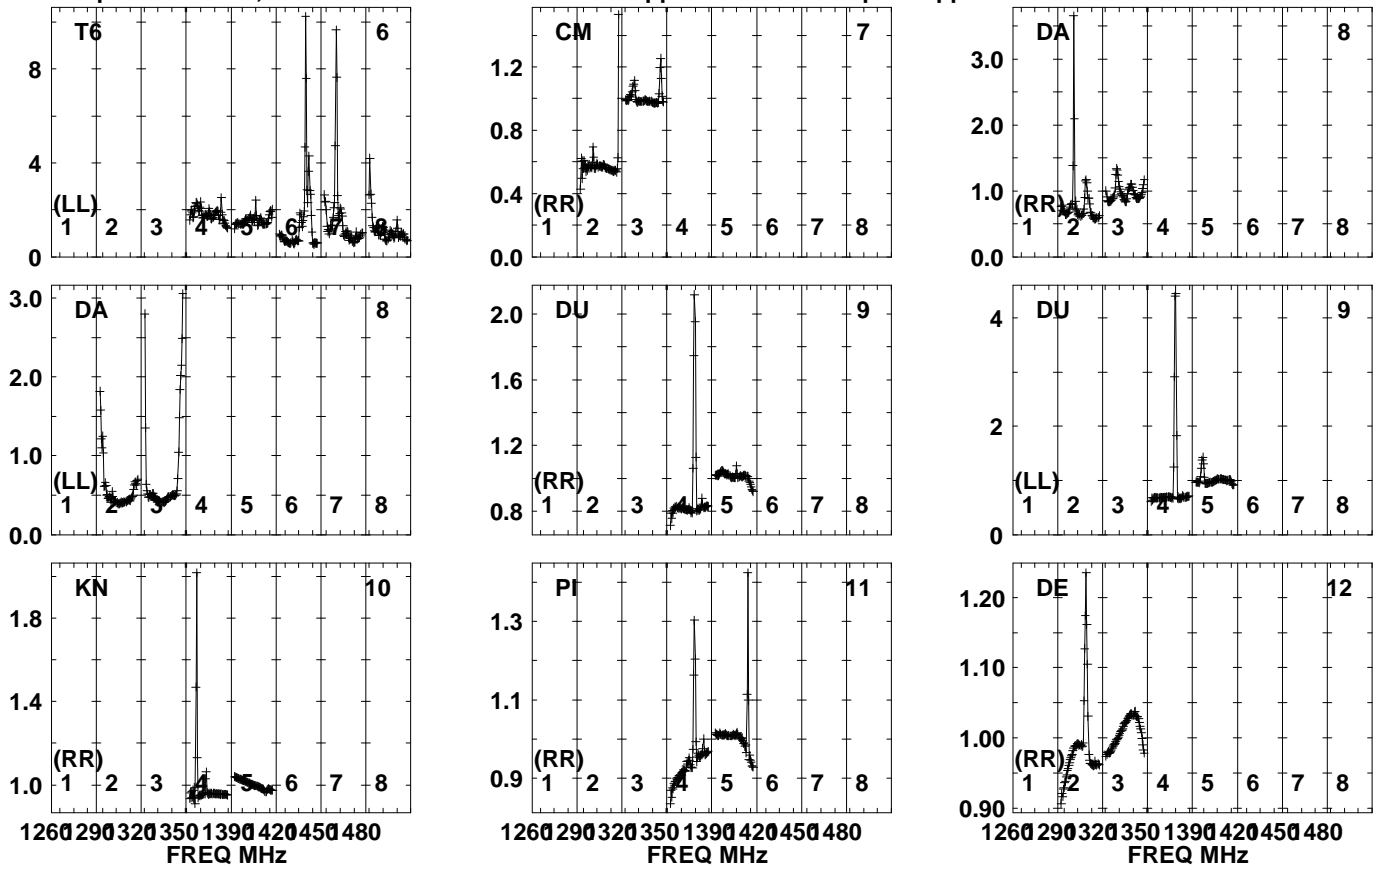 T6 6
8
4
0
(LL)
1 2 3 4 5 6 7 8
CM 7
1.2
0.8
0.4
0.0
(RR)
1 2 3 4 5 6 7 8
DA 8
3.0
2.0
1.0
0.0
(RR)
1 2 3 4 5 6 7 8
DA 8
3.0
2.0
1.0
0.0
(LL)
1 2 3 4 5 6 7 8
DU 9
2.0
1.6
1.2
0.8
(RR)
1 2 3 4 5 6 7 8
DU 9
4
2
0
(LL)
1 2 3 4 5 6 7 8
KN 10
1.8
1.4
1.0
(RR)
1 2 3 4 5 6 7 8
1260 1290 1320 1350 1390 1420 1450 1480
FREQ MHz
PI 11
1.3
1.1
0.9
(RR)
1 2 3 4 5 6 7 8
1260 1290 1320 1350 1390 1420 1450 1480
FREQ MHz
DE 12
1.20
1.10
1.00
0.90
(RR)
1 2 3 4 5 6 7 8
1260 1290 1320 1350 1390 1420 1450 1480
FREQ MHz